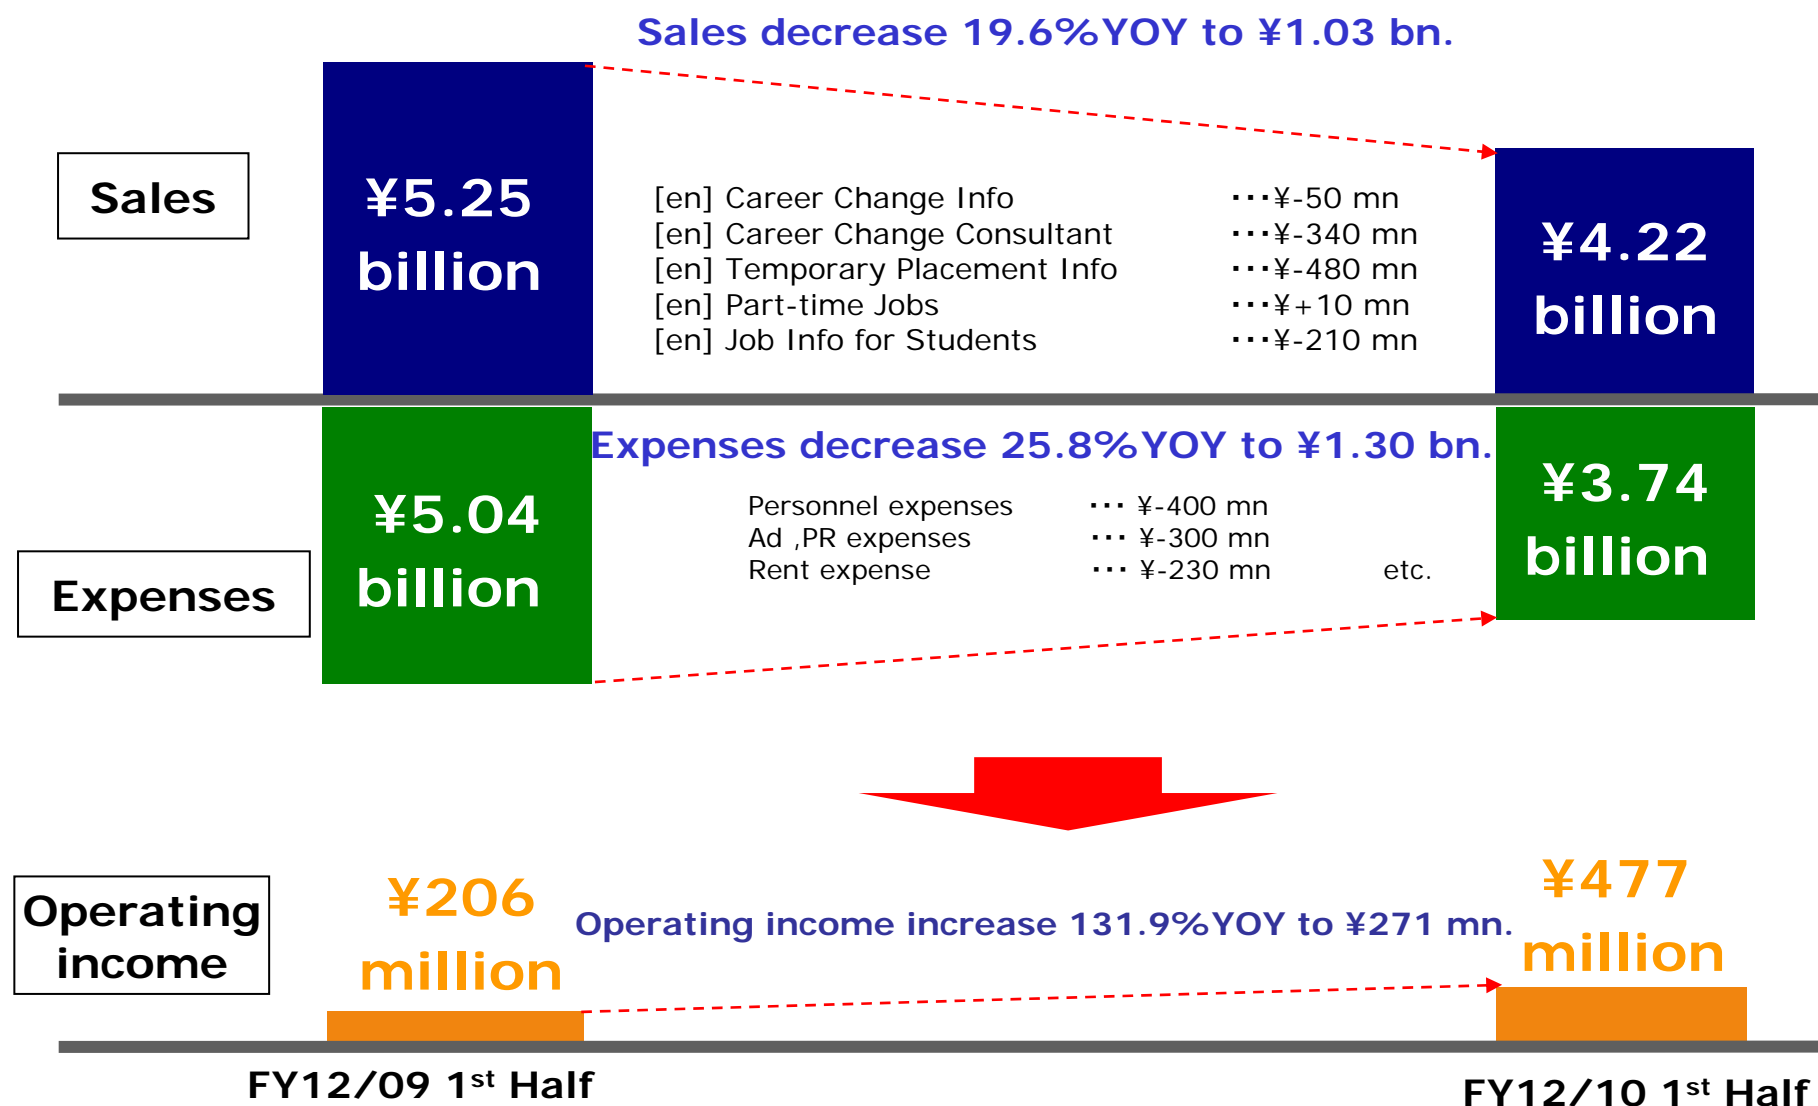 Sales decrease 19.6%YOY to ¥1.03 bn.
Sales
¥5.25
billion
[en] Career Change Info ･･･¥-50 mn
[en] Career Change Consultant ･･･¥-340 mn
[en] Temporary Placement Info ･･･¥-480 mn
[en] Part-time Jobs ･･･¥+10 mn
[en] Job Info for Students ･･･¥-210 mn
¥4.22
billion
Expenses decrease 25.8%YOY to ¥1.30 bn.
Expenses
¥5.04
billion
Personnel expenses ･･･ ¥-400 mn
Ad ,PR expenses ･･･ ¥-300 mn
Rent expense ･･･ ¥-230 mn etc.
¥3.74
billion
Operating
income
¥206
million
Operating income increase 131.9%YOY to ¥271 mn.
¥477
million
FY12/09 1st Half
FY12/10 1st Half